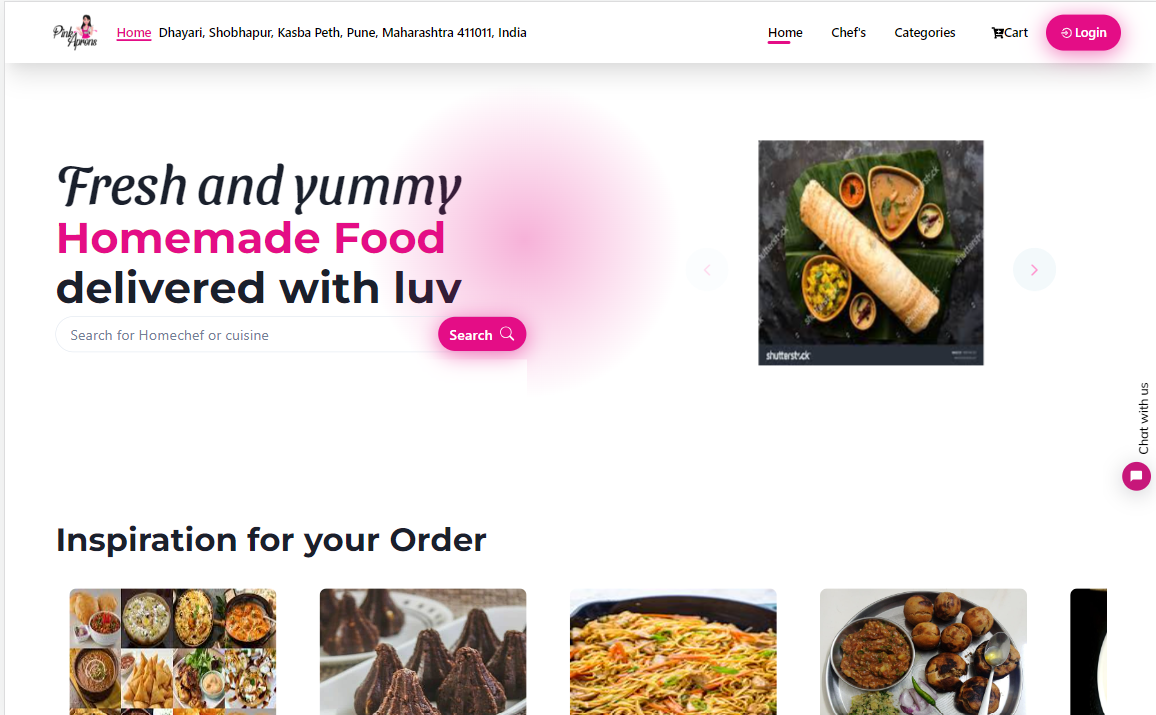 Pink Aprons
Home Dhayari, Shobhapur, Kasba Peth, Pune, Maharashtra 411011, India
Home Chef's Categories Cart Login
Fresh and yummy
Homemade Food
delivered with luv
Search for Homechef or cuisine
Search
shutterstock
Chat with us
Inspiration for your Order